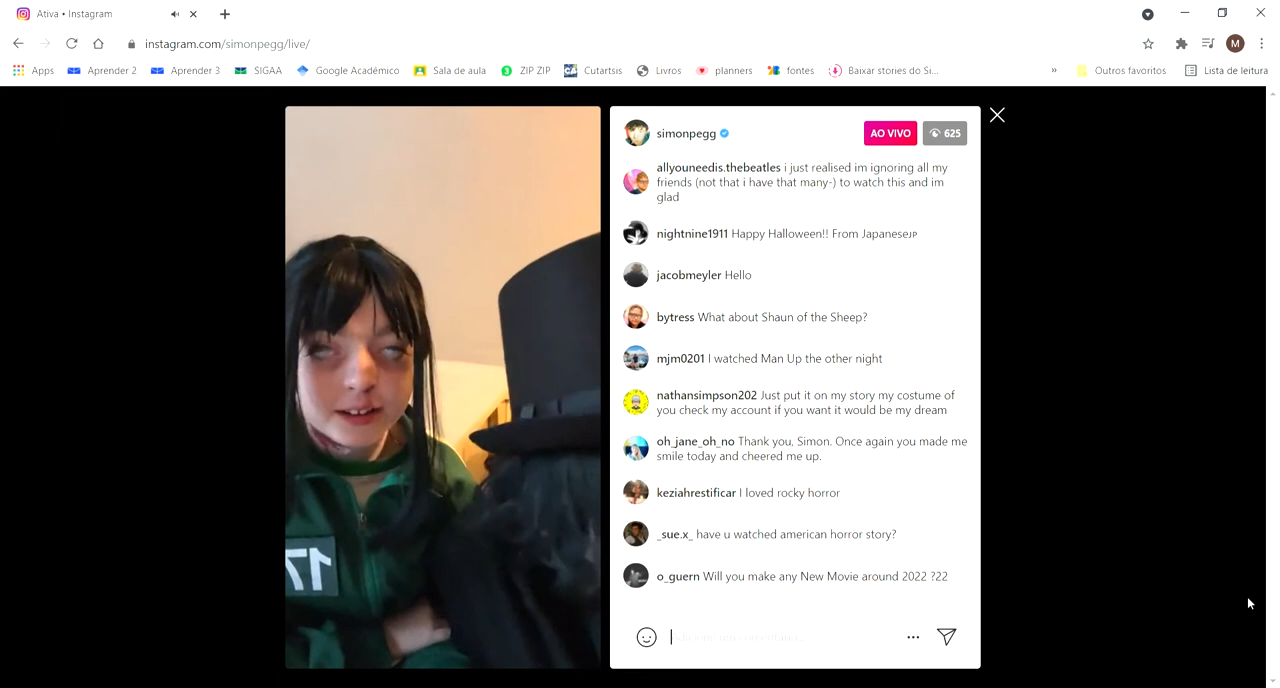 Ativa • Instagram
instagram.com/simonpegg/live/
M
Apps
Aprender 2
Aprender 3
SIGAA
Google Acadêmico
Sala de aula
ZIP ZIP
Cutartsis
Livros
planners
fontes
Baixar stories do Si...
»
Outros favoritos
Lista de leitura
simonpegg
AO VIVO
625
allyouneedis.thebeatles i just realised im ignoring all my
friends (not that i have that many-) to watch this and im
glad
nightnine1911 Happy Halloween!! From JapaneseJP
jacobmeyler Hello
bytress What about Shaun of the Sheep?
mjm0201 I watched Man Up the other night
nathansimpson202 Just put it on my story my costume of
you check my account if you want it would be my dream
oh_jane_oh_no Thank you, Simon. Once again you made me
smile today and cheered me up.
keziahrestificar I loved rocky horror
_sue.x_ have u watched american horror story?
o_guern Will you make any New Movie around 2022 ?22
17